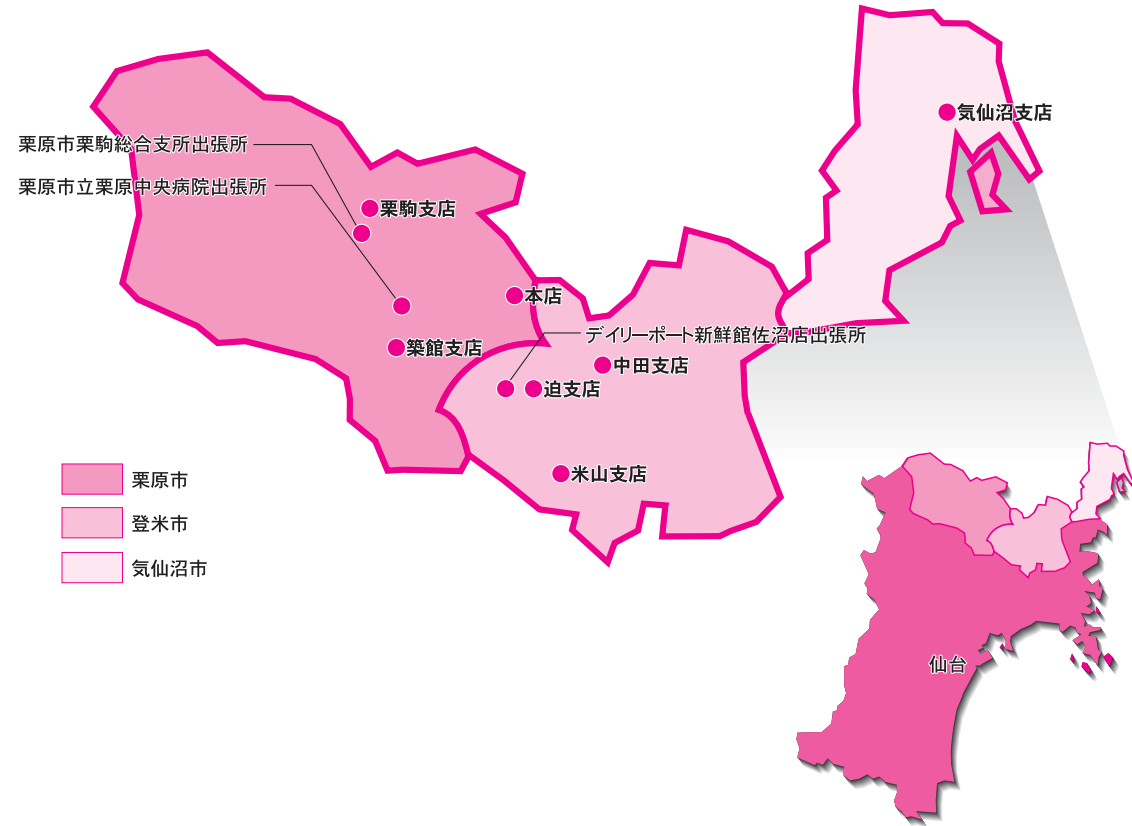 気仙沼支店
栗原市栗駒総合支所出張所
栗原市立栗原中央病院出張所
栗駒支店
本店
デイリーポート新鮮館佐沼店出張所
築館支店
中田支店
迫支店
米山支店
栗原市
登米市
気仙沼市
仙台